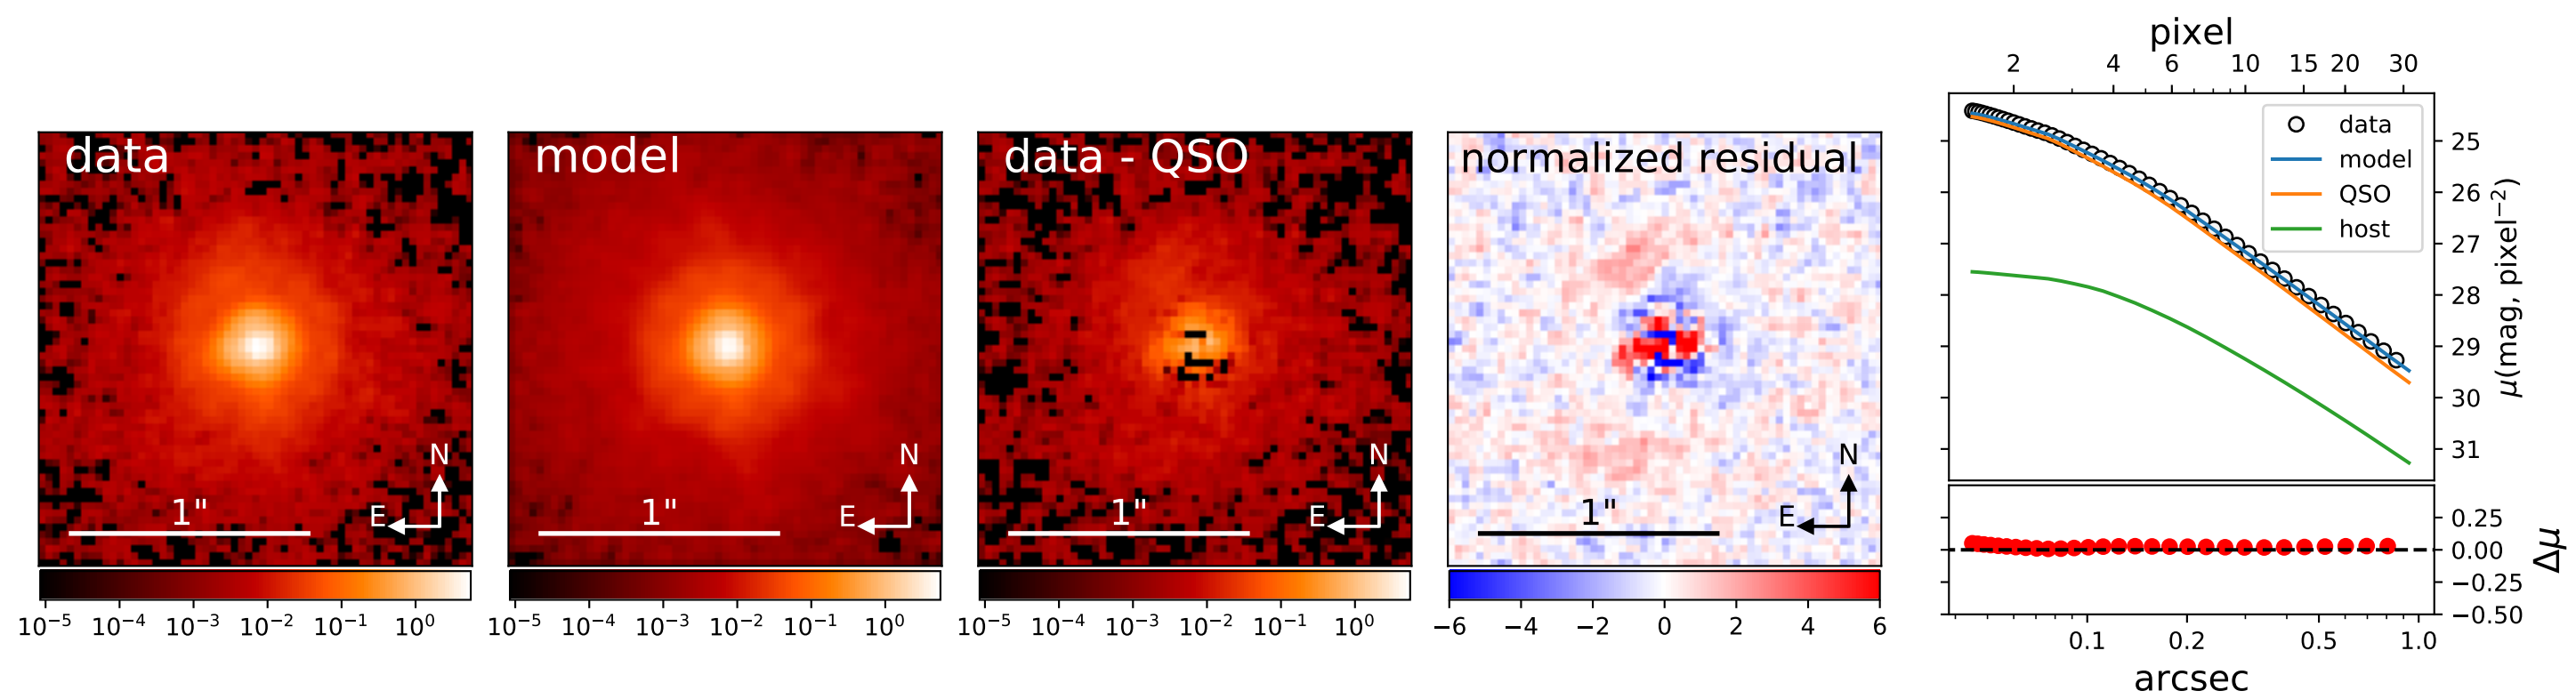 data
N
E
1"
10⁻⁵ 10⁻⁴ 10⁻³ 10⁻² 10⁻¹ 10⁰
model
N
E
1"
10⁻⁵ 10⁻⁴ 10⁻³ 10⁻² 10⁻¹ 10⁰
data - QSO
N
E
1"
10⁻⁵ 10⁻⁴ 10⁻³ 10⁻² 10⁻¹ 10⁰
normalized residual
N
E
1"
−6 −4 −2 0 2 4 6
pixel
2 4 6 10 15 20 30
data
model
QSO
host
25
26
27
28
29
30
31
μ(mag, pixel⁻²)
0.25
0.00
−0.25
−0.50
Δμ
0.1 0.2 0.5 1.0
arcsec